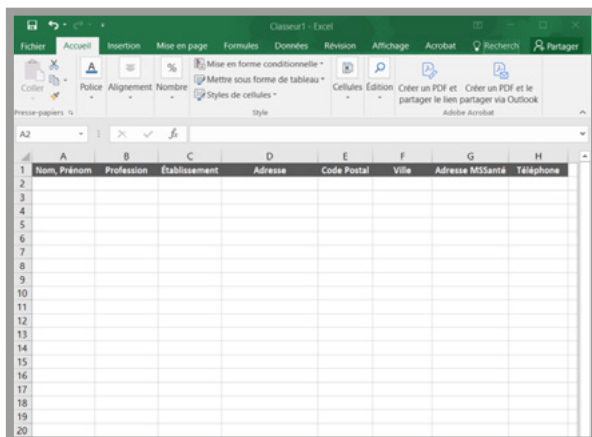 Classeur1 - Excel
Fichier Accueil Insertion Mise en page Formules Données Révision Affichage Acrobat Recherch Partager
Coller Police Alignement Nombre Mise en forme conditionnelle Cellules Édition Créer un PDF et Créer un PDF et le
Mettre sous forme de tableau partager le lien partager via Outlook
Styles de cellules
Presse-papiers Style Adobe Acrobat
A2 fx
A B C D E F G H
1 Nom, Prénom Profession Établissement Adresse Code Postal Ville Adresse MSSanté Téléphone
2
3
4
5
6
7
8
9
10
11
12
13
14
15
16
17
18
19
20